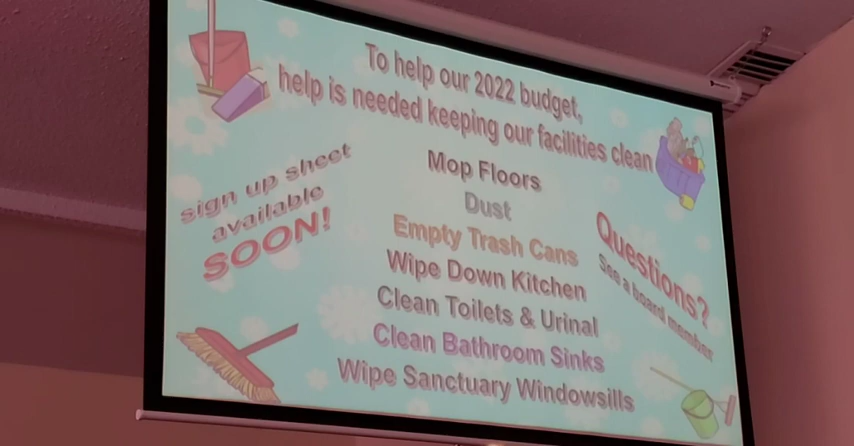 To help our 2022 budget,
help is needed keeping our facilities clean
sign up sheet
available
SOON!
Mop Floors
Dust
Empty Trash Cans
Wipe Down Kitchen
Clean Toilets & Urinal
Clean Bathroom Sinks
Wipe Sanctuary Windowsills
Questions?
See a board member